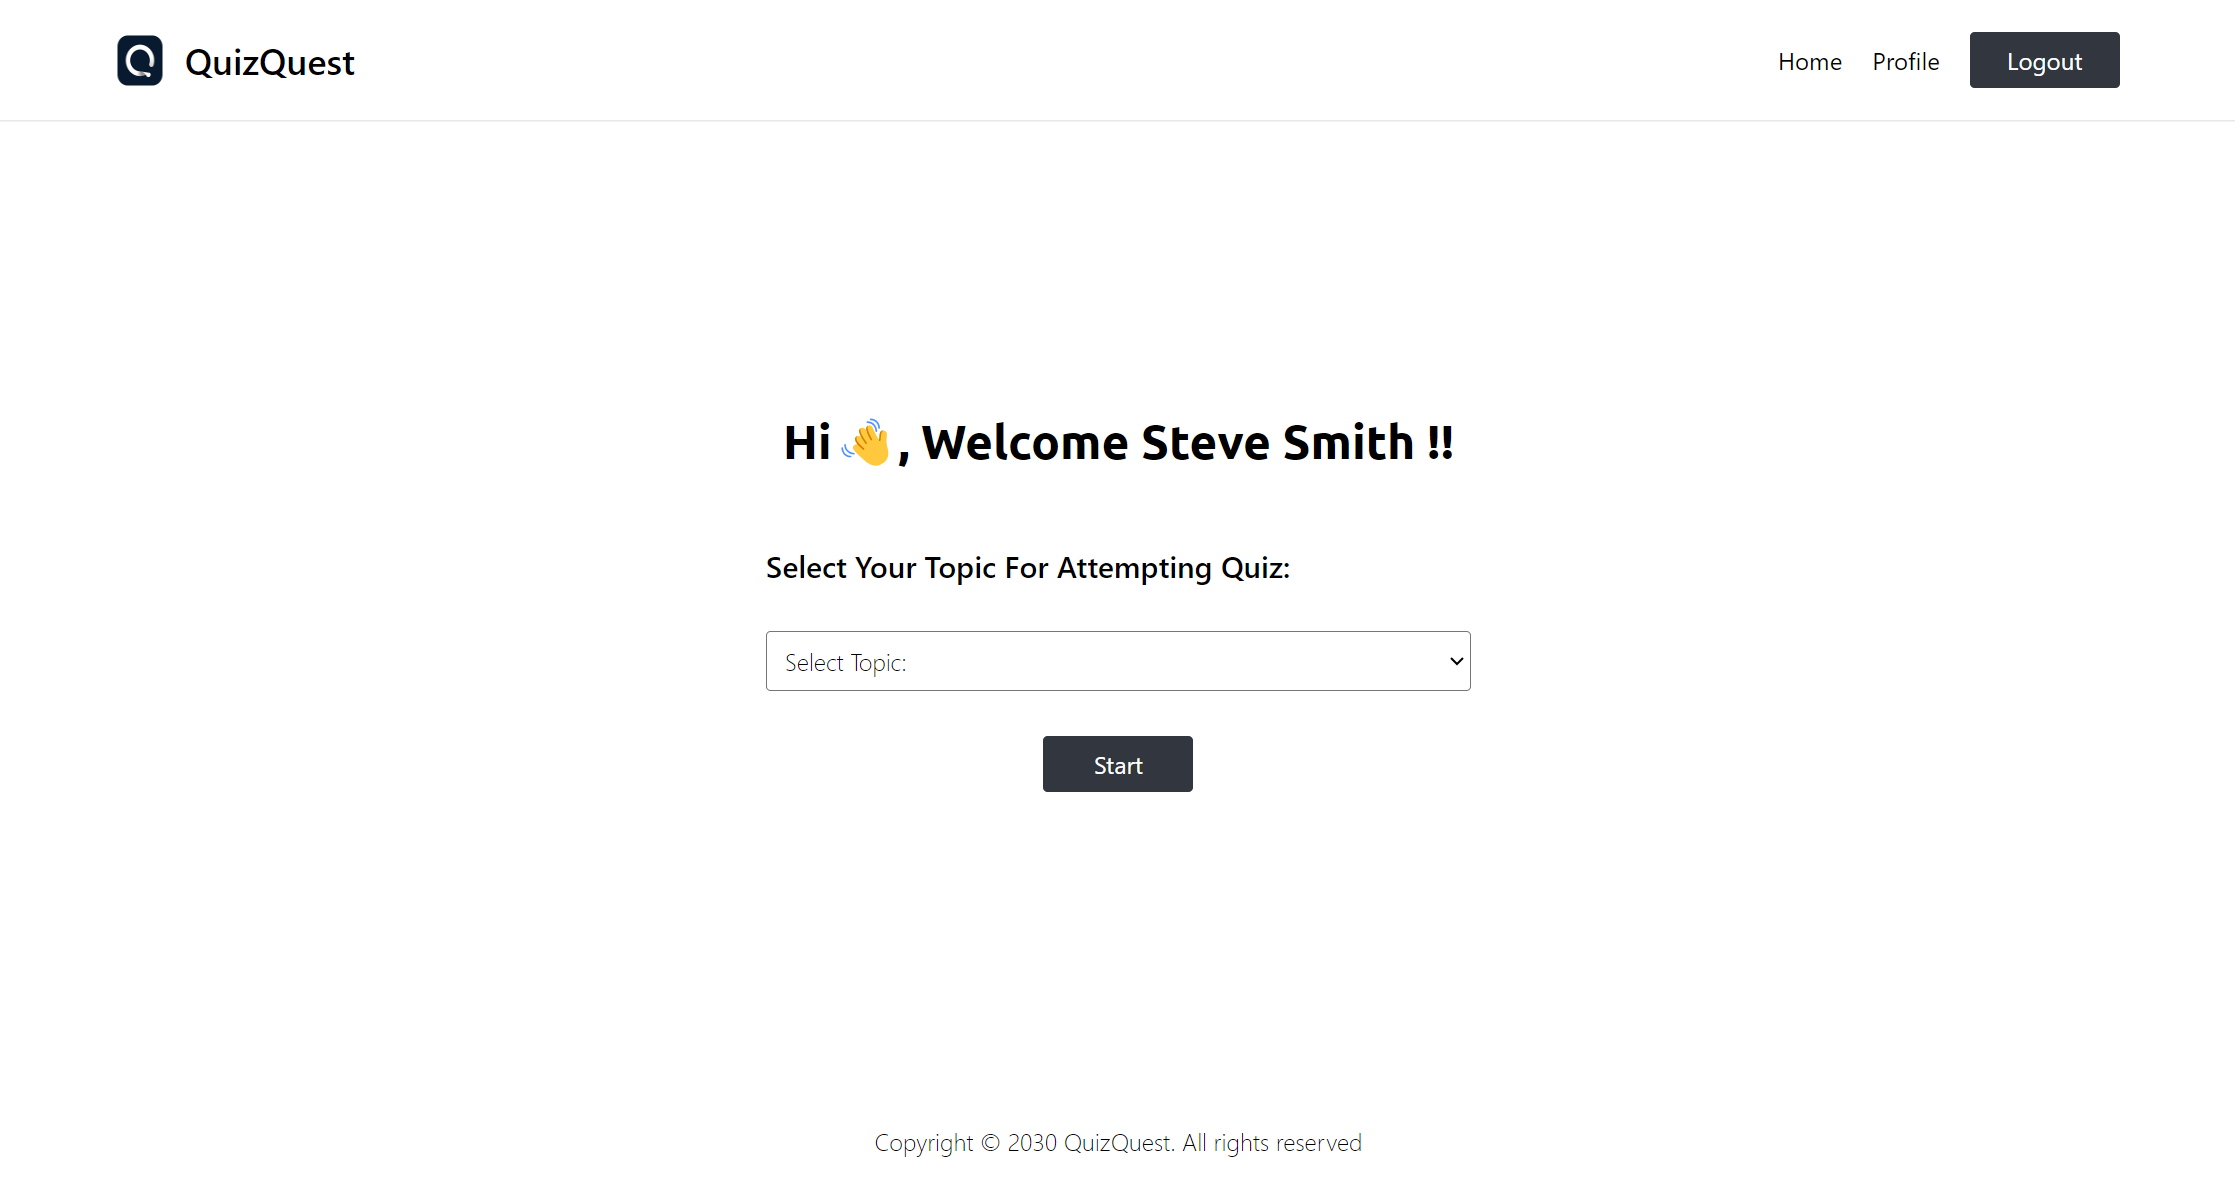 QuizQuest
Home Profile Logout
Hi 👋, Welcome Steve Smith !!
Select Your Topic For Attempting Quiz:
Select Topic:
Start
Copyright © 2030 QuizQuest. All rights reserved